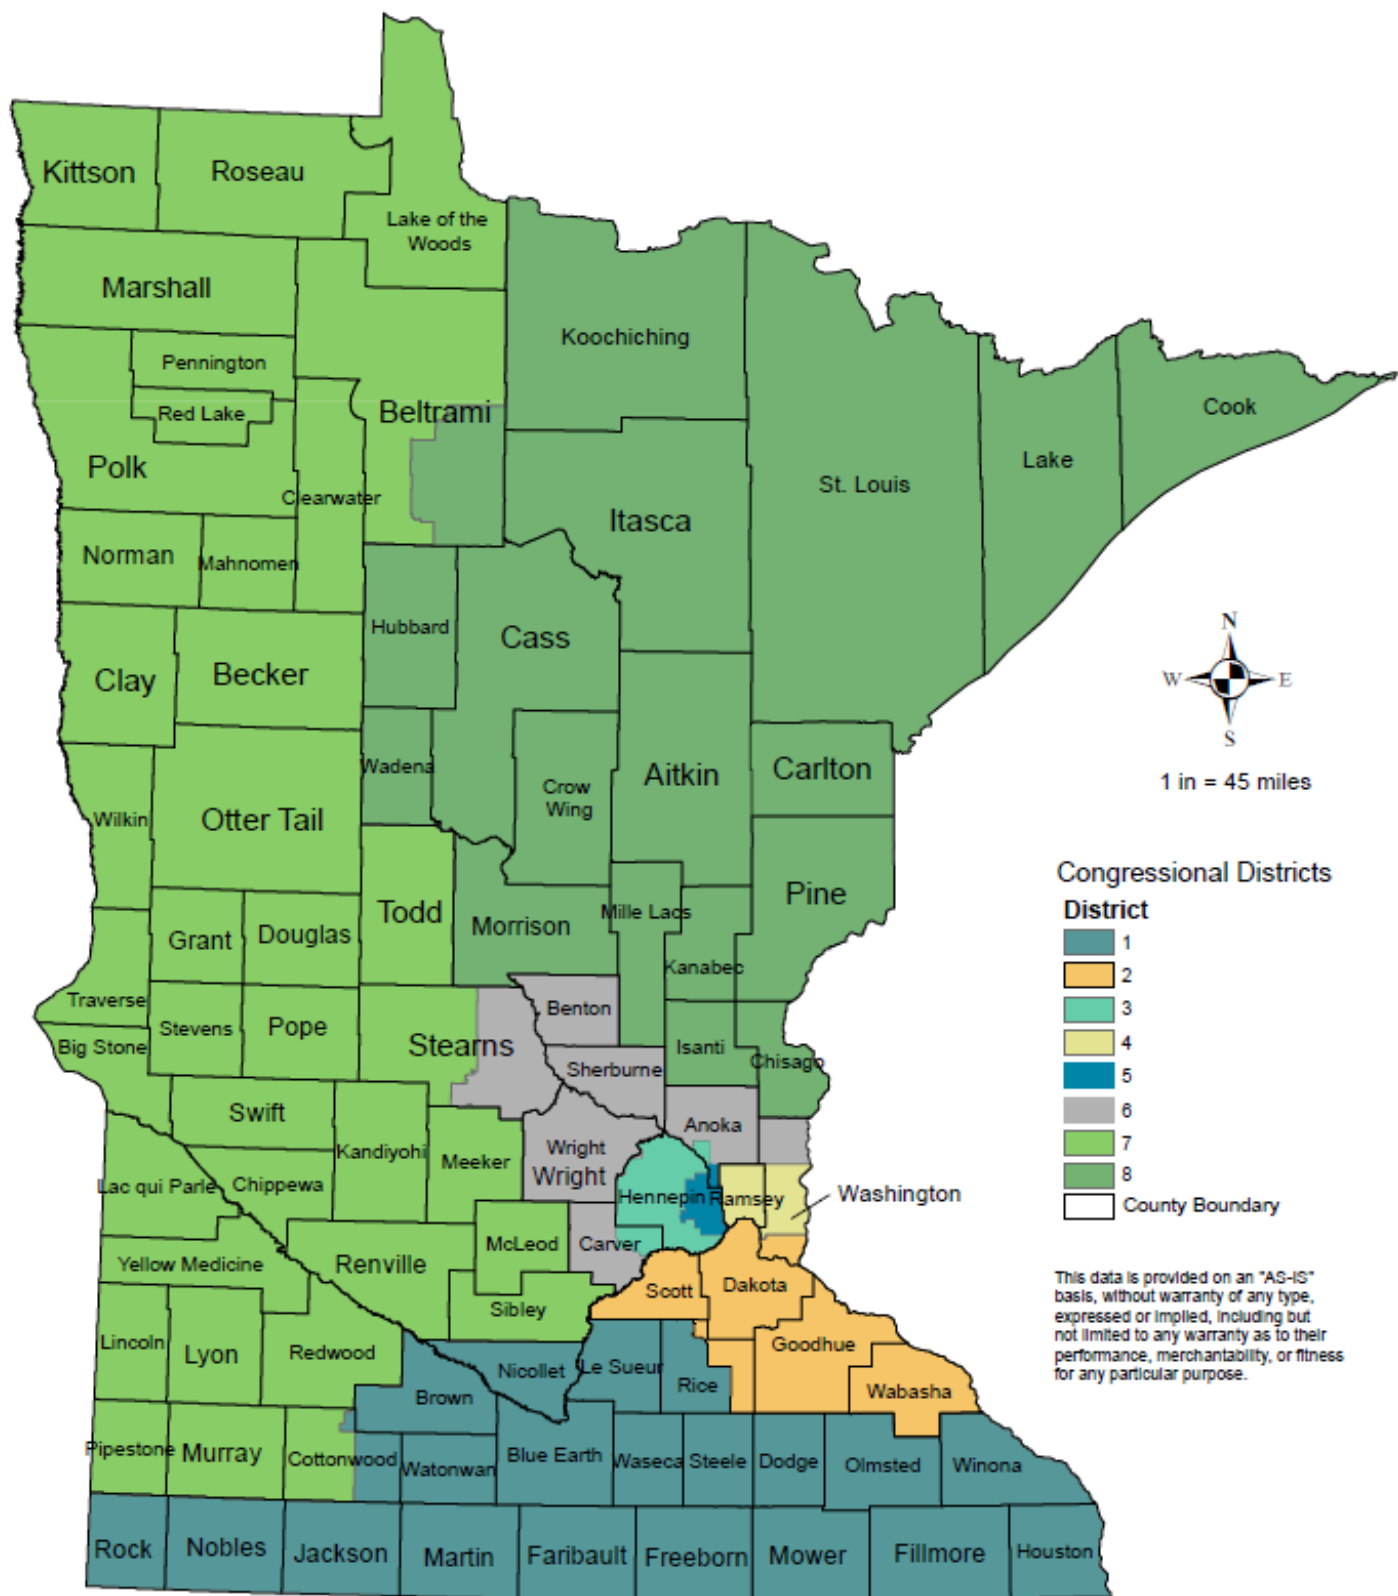 Kittson
Roseau
Lake of the
Woods
Marshall
Koochiching
Pennington
Red Lake
Beltrami
Cook
Polk
Lake
St. Louis
Clearwater
Itasca
Norman
Mahnomen
Hubbard
Cass
Clay
Becker
N
W
E
S
1 in = 45 miles
Wadena
Crow
Wing
Aitkin
Carlton
Wilkin
Otter Tail
Todd
Morrison
Mille Lacs
Pine
Grant
Douglas
Kanabec
Traverse
Stevens
Pope
Benton
Big Stone
Stearns
Isanti
Chisago
Sherburne
Swift
Anoka
Kandiyohi
Meeker
Wright
Wright
Lac qui Parle
Chippewa
Hennepin
Ramsey
Washington
McLeod
Carver
Yellow Medicine
Renville
Scott
Dakota
Sibley
Lincoln
Lyon
Redwood
Goodhue
Nicollet
Le Sueur
Rice
Wabasha
Brown
Pipestone
Murray
Cottonwood
Watonwan
Blue Earth
Waseca
Steele
Dodge
Olmsted
Winona
Rock
Nobles
Jackson
Martin
Faribault
Freeborn
Mower
Fillmore
Houston
Congressional Districts
District
1
2
3
4
5
6
7
8
County Boundary
This data is provided on an "AS-IS"
basis, without warranty of any type,
expressed or implied, including but
not limited to any warranty as to their
performance, merchantability, or fitness
for any particular purpose.